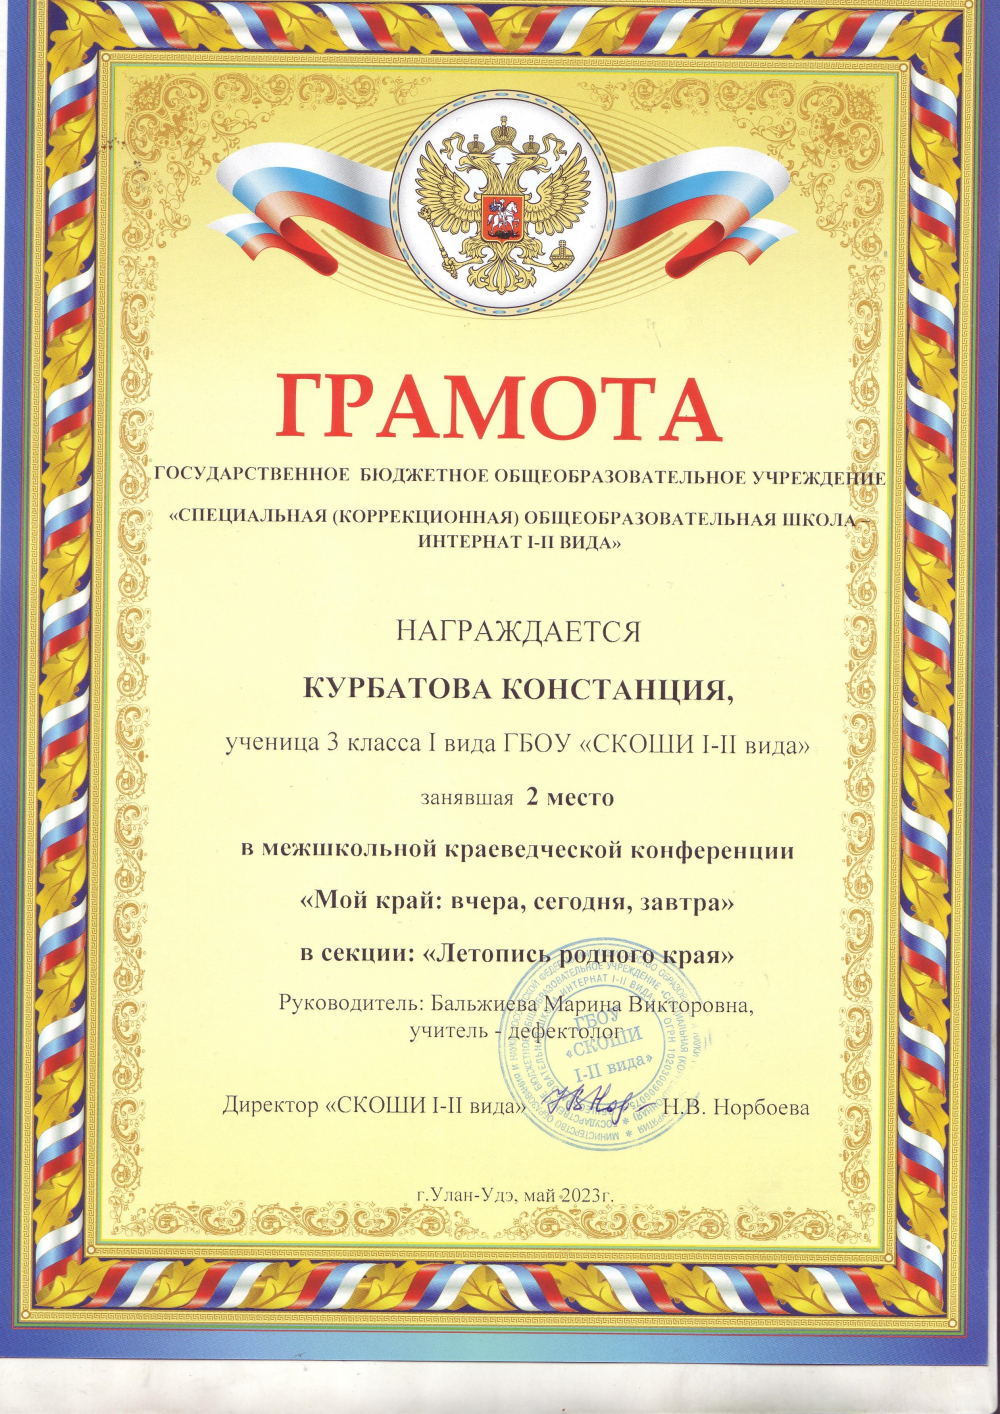 ГРАМОТА
ГОСУДАРСТВЕННОЕ БЮДЖЕТНОЕ ОБЩЕОБРАЗОВАТЕЛЬНОЕ УЧРЕЖДЕНИЕ
«СПЕЦИАЛЬНАЯ (КОРРЕКЦИОННАЯ) ОБЩЕОБРАЗОВАТЕЛЬНАЯ ШКОЛА –
ИНТЕРНАТ I-II ВИДА»
НАГРАЖДАЕТСЯ
КУРБАТОВА КОНСТАНЦИЯ,
ученица 3 класса I вида ГБОУ «СКОШИ I-II вида»
занявшая 2 место
в межшкольной краеведческой конференции
«Мой край: вчера, сегодня, завтра»
в секции: «Летопись родного края»
Руководитель: Бальжиева Марина Викторовна,
учитель - дефектолог
ГБОУ
«СКОШИ
I-II вида»
Директор «СКОШИ I-II вида» Н.В. Норбоева
г.Улан-Удэ, май 2023г.